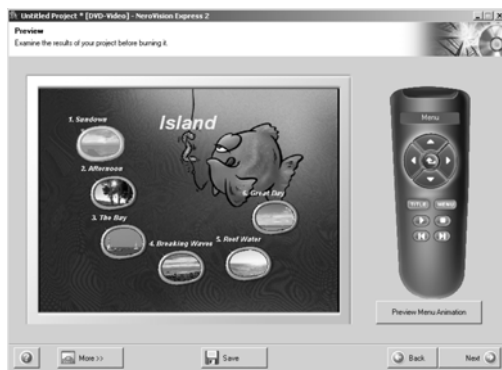 Untitled Project * [DVD-Video] - NeroVision Express 2
Preview
Examine the results of your project before burning it.
Island
1. Sundown
2. Afternoon
3. The Bay
4. Breaking Waves
5. Reef Water
6. Great Day
Menu
TITLE
MENU
Preview Menu Animation
More >>
Save
Back
Next